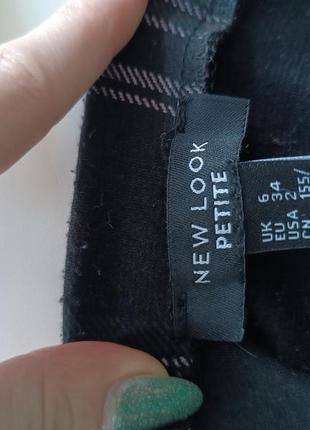 NEW LOOK
PETITE
UK 6
EU 34
USA 2
CN 155/